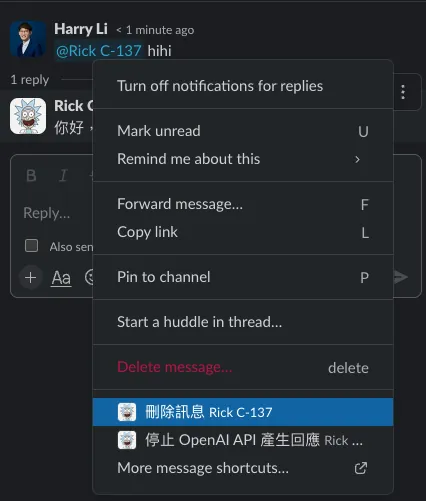 Harry Li < 1 minute ago
@Rick C-137 hihi
1 reply
Rick C
你好，
Turn off notifications for replies
Mark unread U
Remind me about this
Forward message... F
Copy link L
Pin to channel P
Start a huddle in thread...
Delete message... delete
刪除訊息 Rick C-137
停止 OpenAI API 產生回應 Rick ...
More message shortcuts...
B I
Reply...
Also sen
Aa